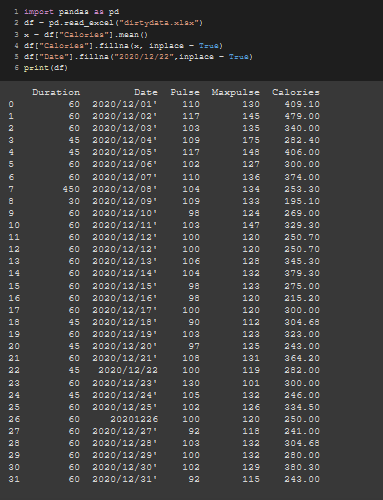 1 import pandas as pd
2 df = pd.read_excel("dirtydata.xlsx")
3 x = df["Calories"].mean()
4 df["Calories"].fillna(x, inplace = True)
5 df["Date"].fillna("2020/12/22",inplace = True)
6 print(df)
Duration Date Pulse Maxpulse Calories
0 60 2020/12/01' 110 130 409.10
1 60 2020/12/02' 117 145 479.00
2 60 2020/12/03' 103 135 340.00
3 45 2020/12/04' 109 175 282.40
4 45 2020/12/05' 117 148 406.00
5 60 2020/12/06' 102 127 300.00
6 60 2020/12/07' 110 136 374.00
7 450 2020/12/08' 104 134 253.30
8 30 2020/12/09' 109 133 195.10
9 60 2020/12/10' 98 124 269.00
10 60 2020/12/11' 103 147 329.30
11 60 2020/12/12' 100 120 250.70
12 60 2020/12/12' 100 120 250.70
13 60 2020/12/13' 106 128 345.30
14 60 2020/12/14' 104 132 379.30
15 60 2020/12/15' 98 123 275.00
16 60 2020/12/16' 98 120 215.20
17 60 2020/12/17' 100 120 300.00
18 45 2020/12/18' 90 112 304.68
19 60 2020/12/19' 103 123 323.00
20 45 2020/12/20' 97 125 243.00
21 60 2020/12/21' 108 131 364.20
22 45 2020/12/22 100 119 282.00
23 60 2020/12/23' 130 101 300.00
24 45 2020/12/24' 105 132 246.00
25 60 2020/12/25' 102 126 334.50
26 60 20201226 100 120 250.00
27 60 2020/12/27' 92 118 241.00
28 60 2020/12/28' 103 132 304.68
29 60 2020/12/29' 100 132 280.00
30 60 2020/12/30' 102 129 380.30
31 60 2020/12/31' 92 115 243.00